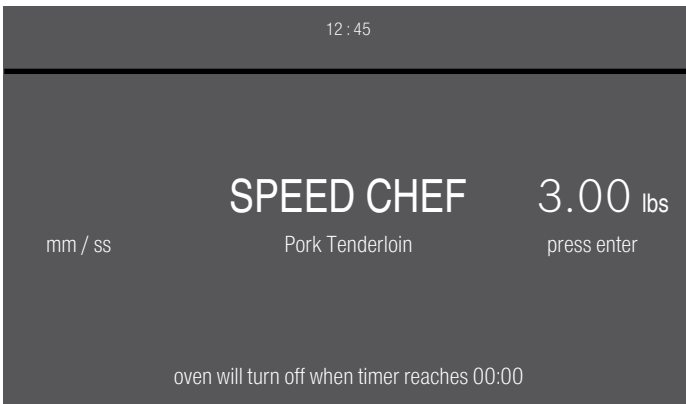 12 : 45
SPEED CHEF 3.00 lbs
mm / ss Pork Tenderloin press enter
oven will turn off when timer reaches 00:00